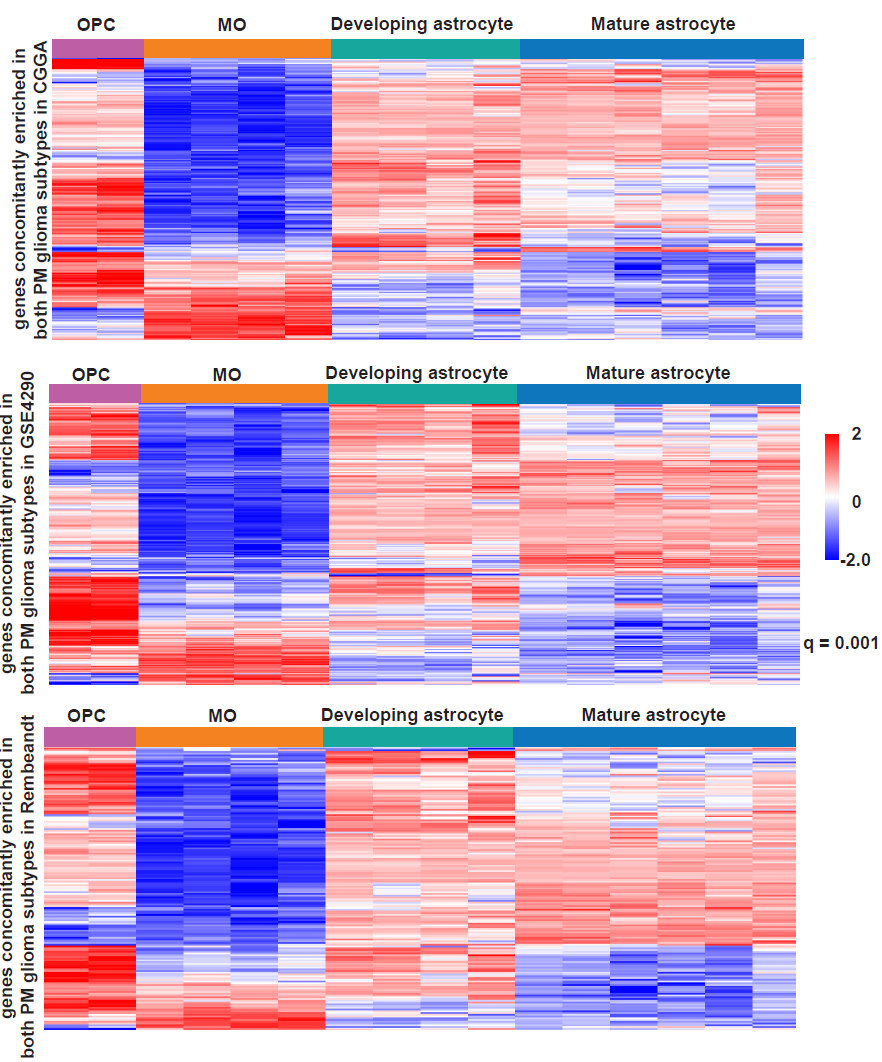 OPC MO Developing astrocyte Mature astrocyte
genes concomitantly enriched in
both PM glioma subtypes in CGGA
OPC MO Developing astrocyte Mature astrocyte
genes concomitantly enriched in
both PM glioma subtypes in GSE4290
2
0
-2.0
q = 0.001
OPC MO Developing astrocyte Mature astrocyte
genes concomitantly enriched in
both PM glioma subtypes in Rembeandt